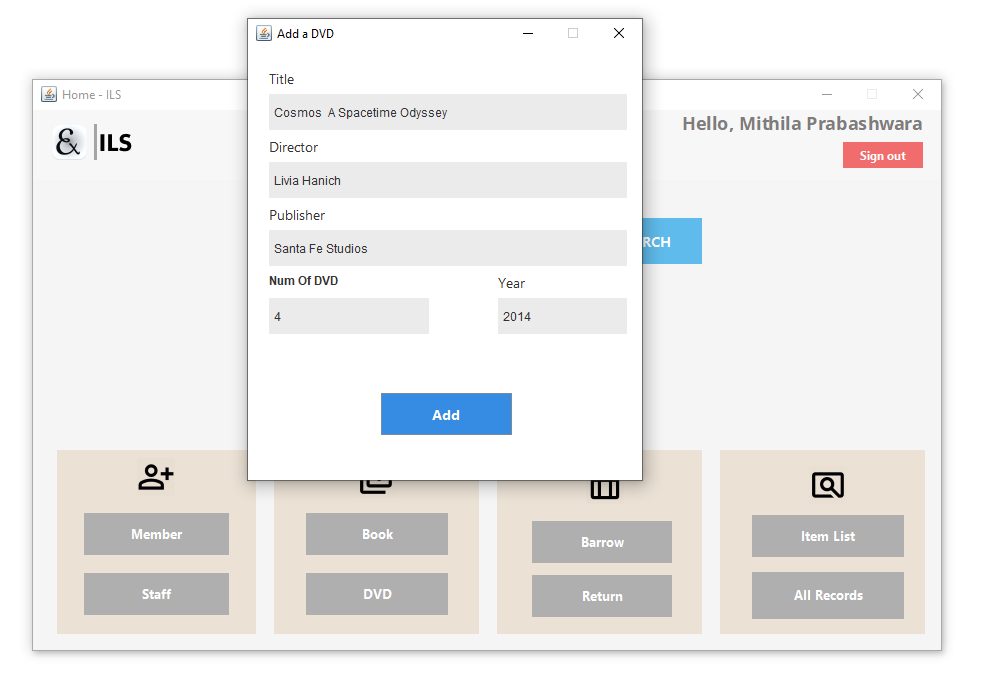 Add a DVD
Title
Cosmos  A Spacetime Odyssey
Director
Livia Hanich
Publisher
Santa Fe Studios
Num Of DVD
Year
4
2014
Add
Home - ILS
& ILS
Hello, Mithila Prabashwara
Sign out
RCH
Member
Staff
Book
DVD
Barrow
Return
Item List
All Records